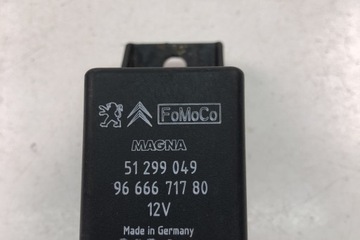 FoMoCo
MAGNA
51 299 049
96 666 717 80
12V
Made in Germany